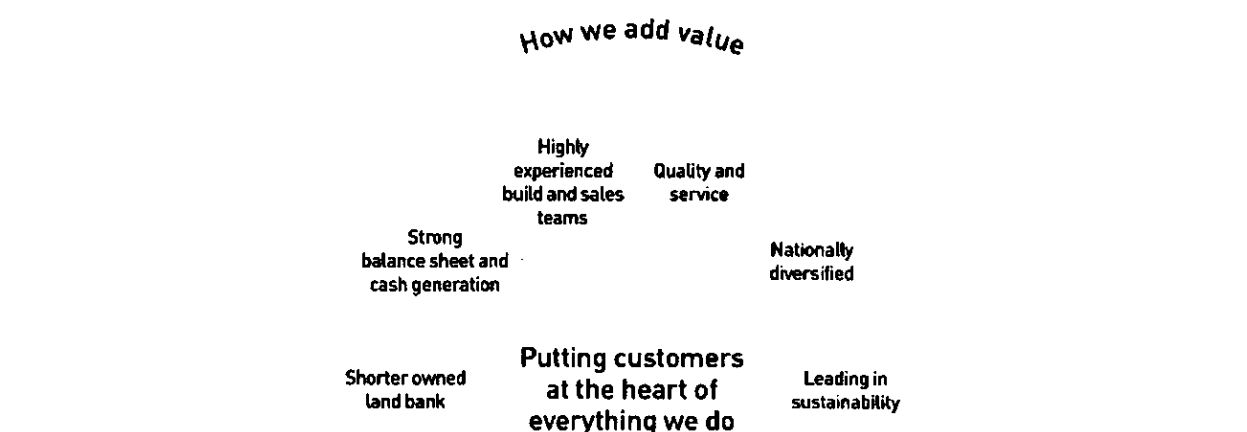 How we add value
Highly
experienced
build and sales
teams
Quality and
service
Strong
balance sheet and
cash generation
Nationally
diversified
Shorter owned
land bank
Putting customers
at the heart of
everything we do
Leading in
sustainability